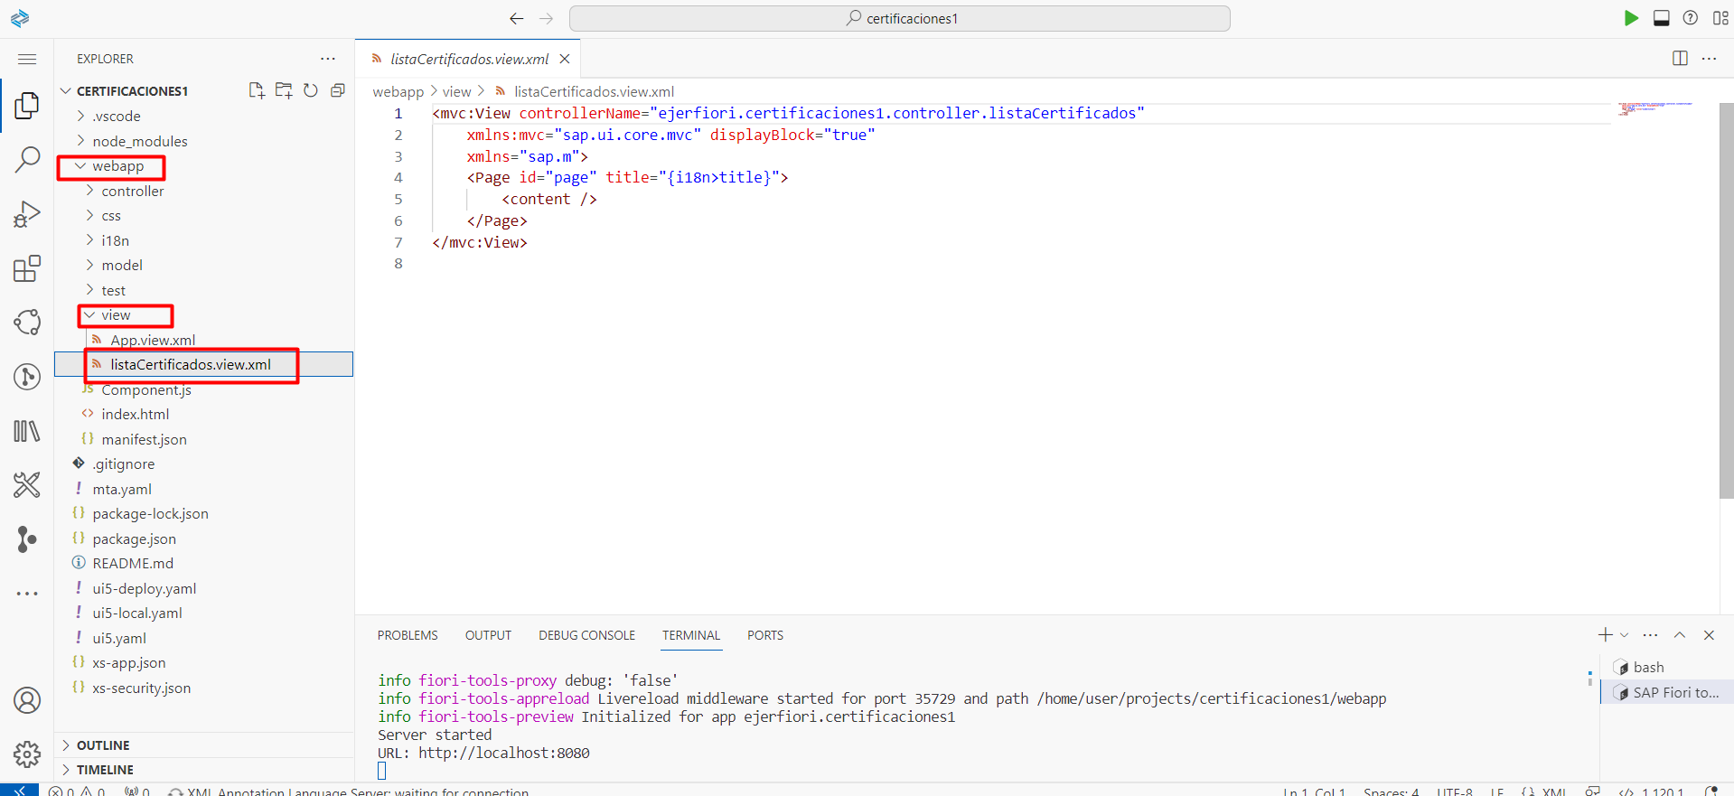 certificaciones1
EXPLORER
CERTIFICACIONES1
.vscode
node_modules
webapp
controller
css
i18n
model
test
view
App.view.xml
listaCertificados.view.xml
JS Component.js
<> index.html
{} manifest.json
.gitignore
! mta.yaml
{} package-lock.json
{} package.json
README.md
! ui5-deploy.yaml
! ui5-local.yaml
! ui5.yaml
{} xs-app.json
{} xs-security.json
OUTLINE
TIMELINE
listaCertificados.view.xml
webapp > view > listaCertificados.view.xml
1 <mvc:View controllerName="ejerfiori.certificaciones1.controller.listaCertificados"
2 xmlns:mvc="sap.ui.core.mvc" displayBlock="true"
3 xmlns="sap.m">
4 <Page id="page" title="{i18n>title}">
5 <content />
6 </Page>
7 </mvc:View>
8
PROBLEMS OUTPUT DEBUG CONSOLE TERMINAL PORTS
info fiori-tools-proxy debug: 'false'
info fiori-tools-appreload Livereload middleware started for port 35729 and path /home/user/projects/certificaciones1/webapp
info fiori-tools-preview Initialized for app ejerfiori.certificaciones1
Server started
URL: http://localhost:8080
bash
SAP Fiori to...
0 0 0 XML Annotation Language Server: waiting for connection Ln 1, Col 1 Spaces: 4 UTF-8 LF {} XML </> 1.120.1